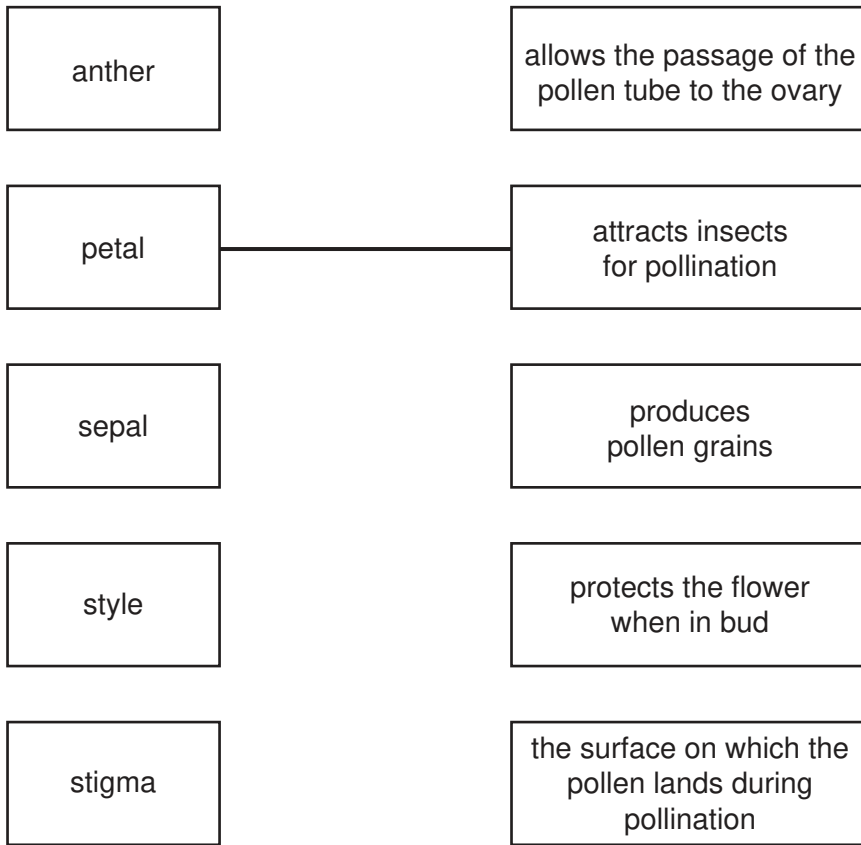 anther
allows the passage of the
pollen tube to the ovary
petal
attracts insects
for pollination
sepal
produces
pollen grains
style
protects the flower
when in bud
stigma
the surface on which the
pollen lands during
pollination